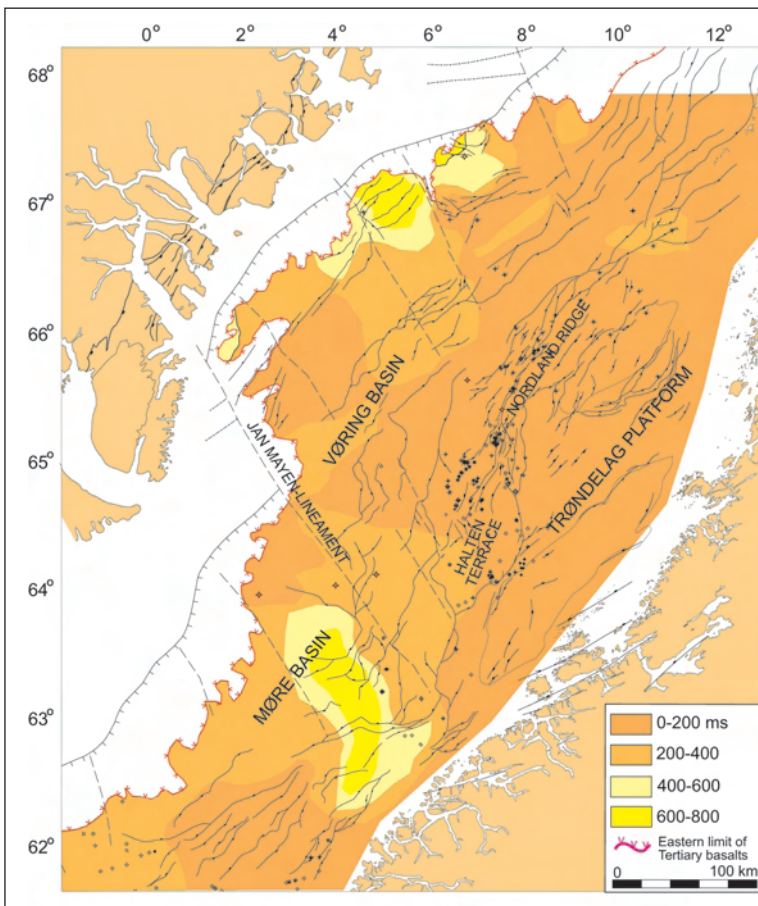 0° 2° 4° 6° 8° 10° 12°
68°
67°
66°
65°
64°
63°
62°
NORDLAND RIDGE
VØRING BASIN
TRØNDELAG PLATFORM
JAN MAYEN-LINEAMENT
HALTEN
TERRACE
MØRE BASIN
0-200 ms
200-400
400-600
600-800
Eastern limit of
Tertiary basalts
0 100 km